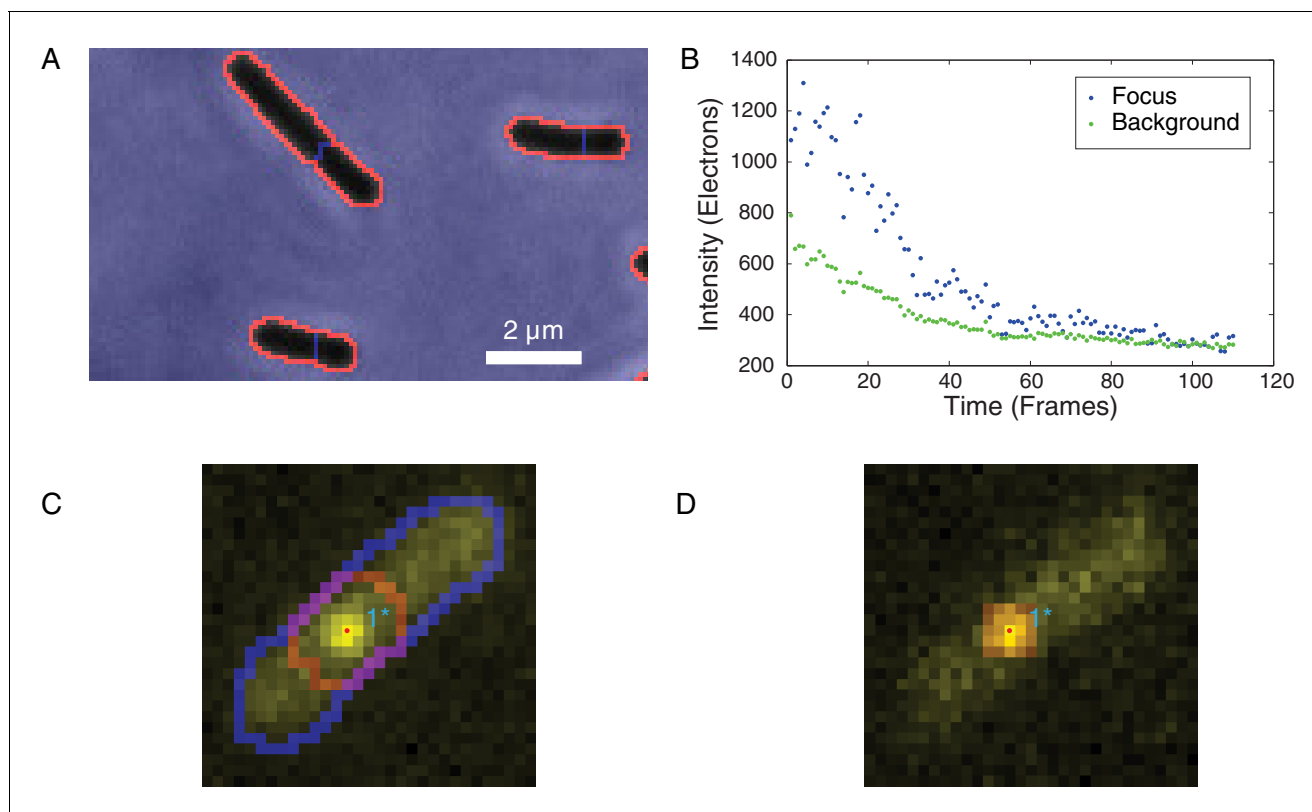 A
2 µm
B
Intensity (Electrons)
1400
1200
1000
800
600
400
200
0 20 40 60 80 100 120
Time (Frames)
Focus
Background
C
1*
D
1*